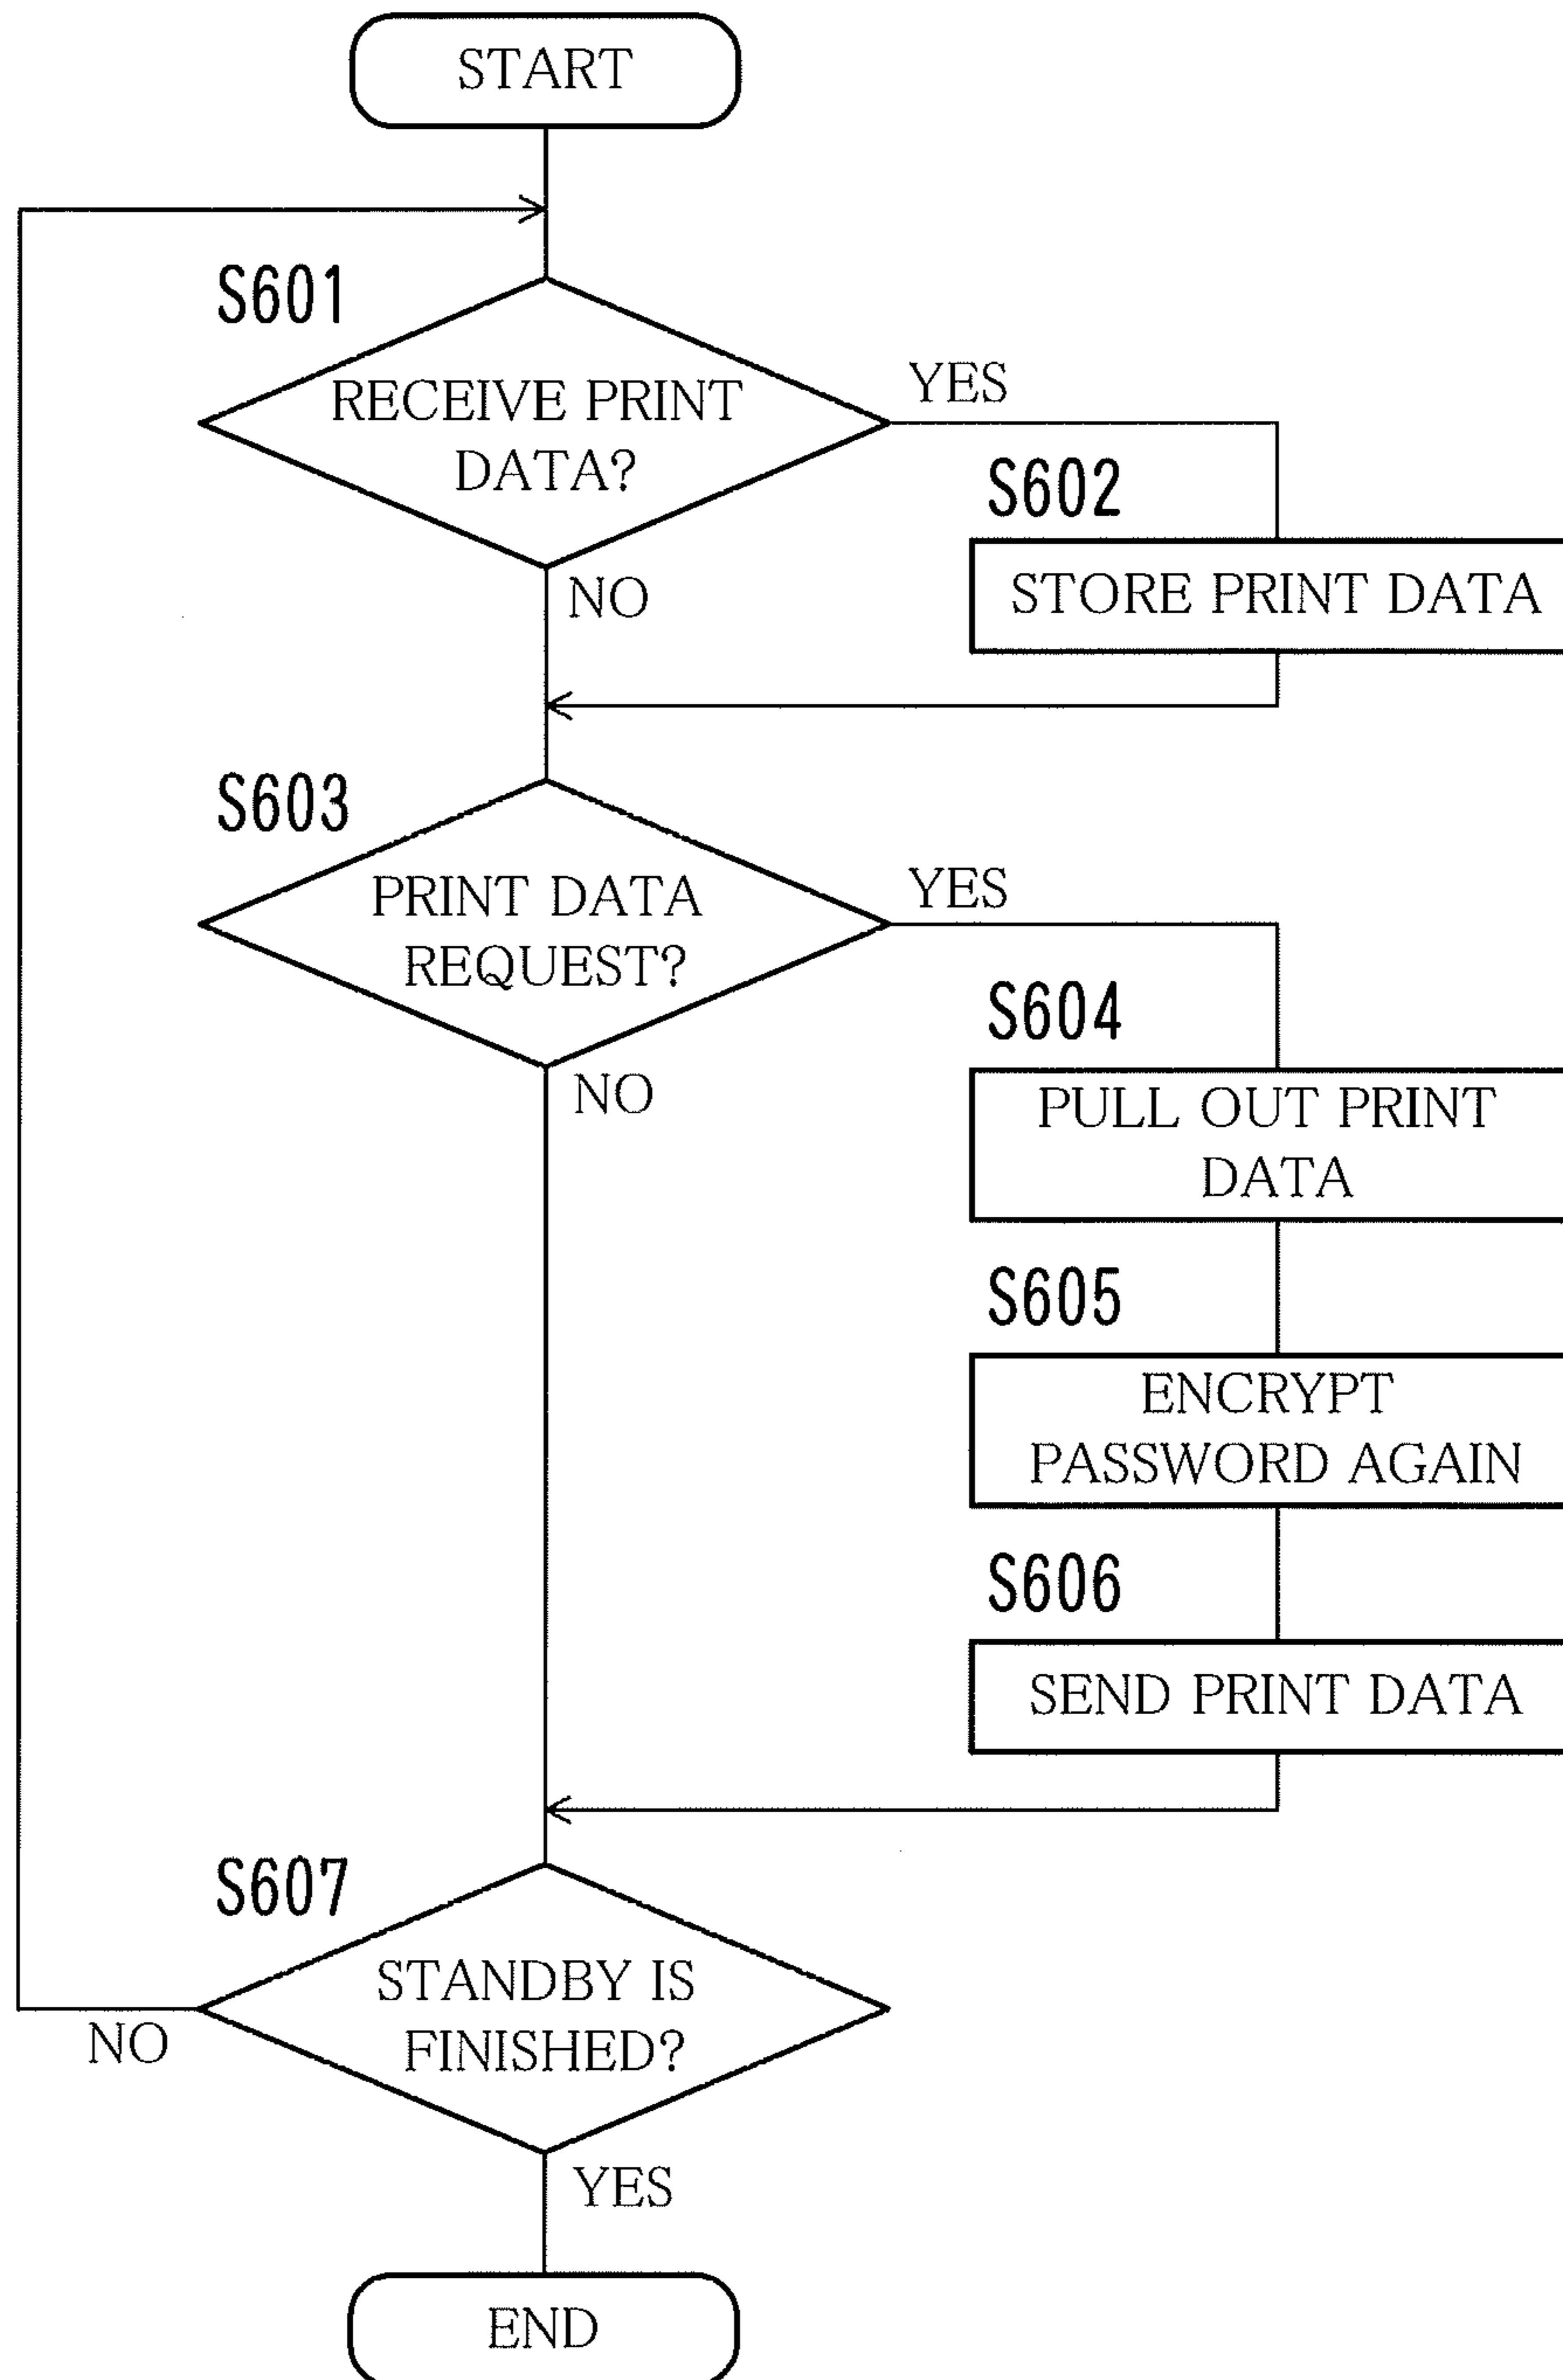 START
S601
RECEIVE PRINT
DATA?
YES
NO
S602
STORE PRINT DATA
S603
PRINT DATA
REQUEST?
YES
NO
S604
PULL OUT PRINT
DATA
S605
ENCRYPT
PASSWORD AGAIN
S606
SEND PRINT DATA
S607
STANDBY IS
FINISHED?
NO
YES
END